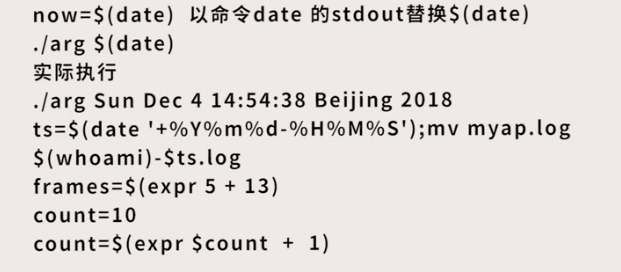 now=$(date)  以命令date 的stdout替换$(date)
./arg $(date)
实际执行
./arg Sun Dec 4 14:54:38 Beijing 2018
ts=$(date '+%Y%m%d-%H%M%S');mv myap.log
$(whoami)-$ts.log
frames=$(expr 5 + 13)
count=10
count=$(expr $count  +  1)